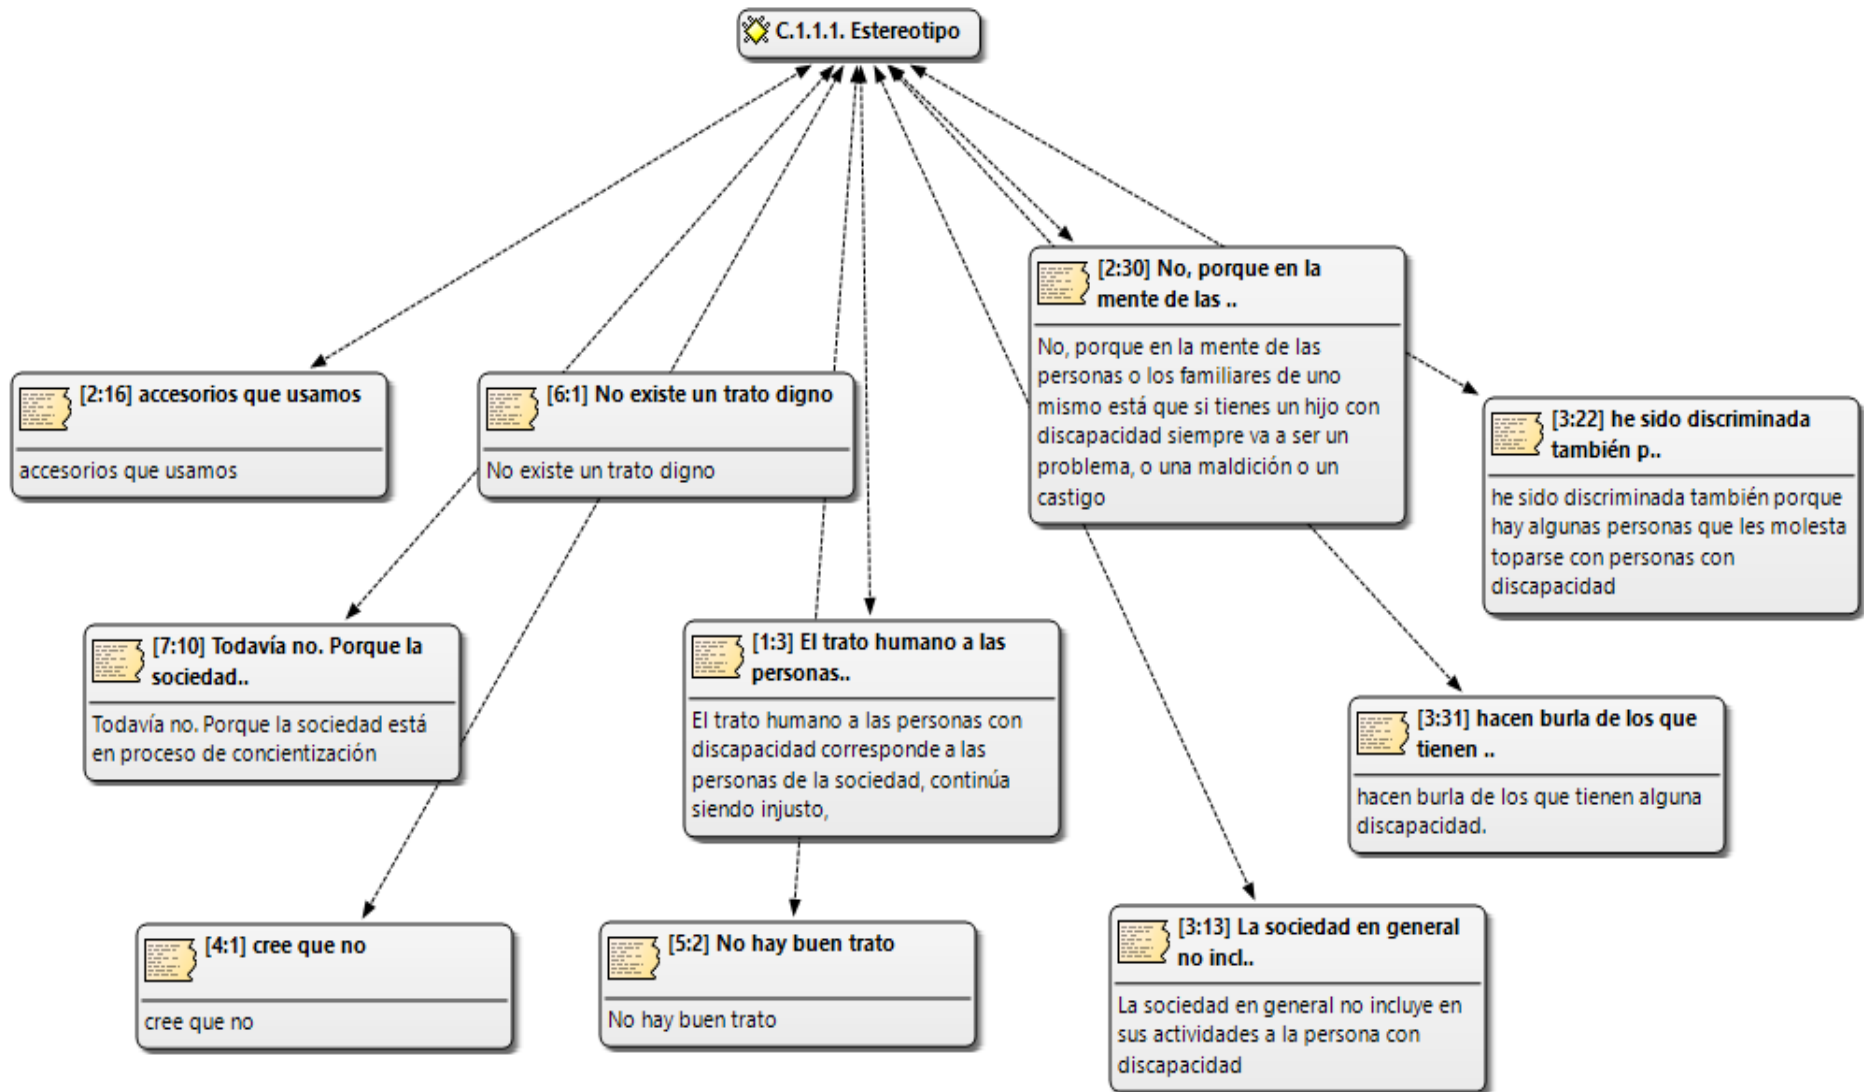 C.1.1.1. Estereotipo
[2:16] accesorios que usamos
accesorios que usamos
[6:1] No existe un trato digno
No existe un trato digno
[2:30] No, porque en la
mente de las ..
No, porque en la mente de las
personas o los familiares de uno
mismo está que si tienes un hijo con
discapacidad siempre va a ser un
problema, o una maldición o un
castigo
[3:22] he sido discriminada
también p..
he sido discriminada también porque
hay algunas personas que les molesta
toparse con personas con
discapacidad
[7:10] Todavía no. Porque la
sociedad..
Todavía no. Porque la sociedad está
en proceso de concientización
[1:3] El trato humano a las
personas..
El trato humano a las personas con
discapacidad corresponde a las
personas de la sociedad, continúa
siendo injusto,
[3:31] hacen burla de los que
tienen ..
hacen burla de los que tienen alguna
discapacidad.
[4:1] cree que no
cree que no
[5:2] No hay buen trato
No hay buen trato
[3:13] La sociedad en general
no incl..
La sociedad en general no incluye en
sus actividades a la persona con
discapacidad